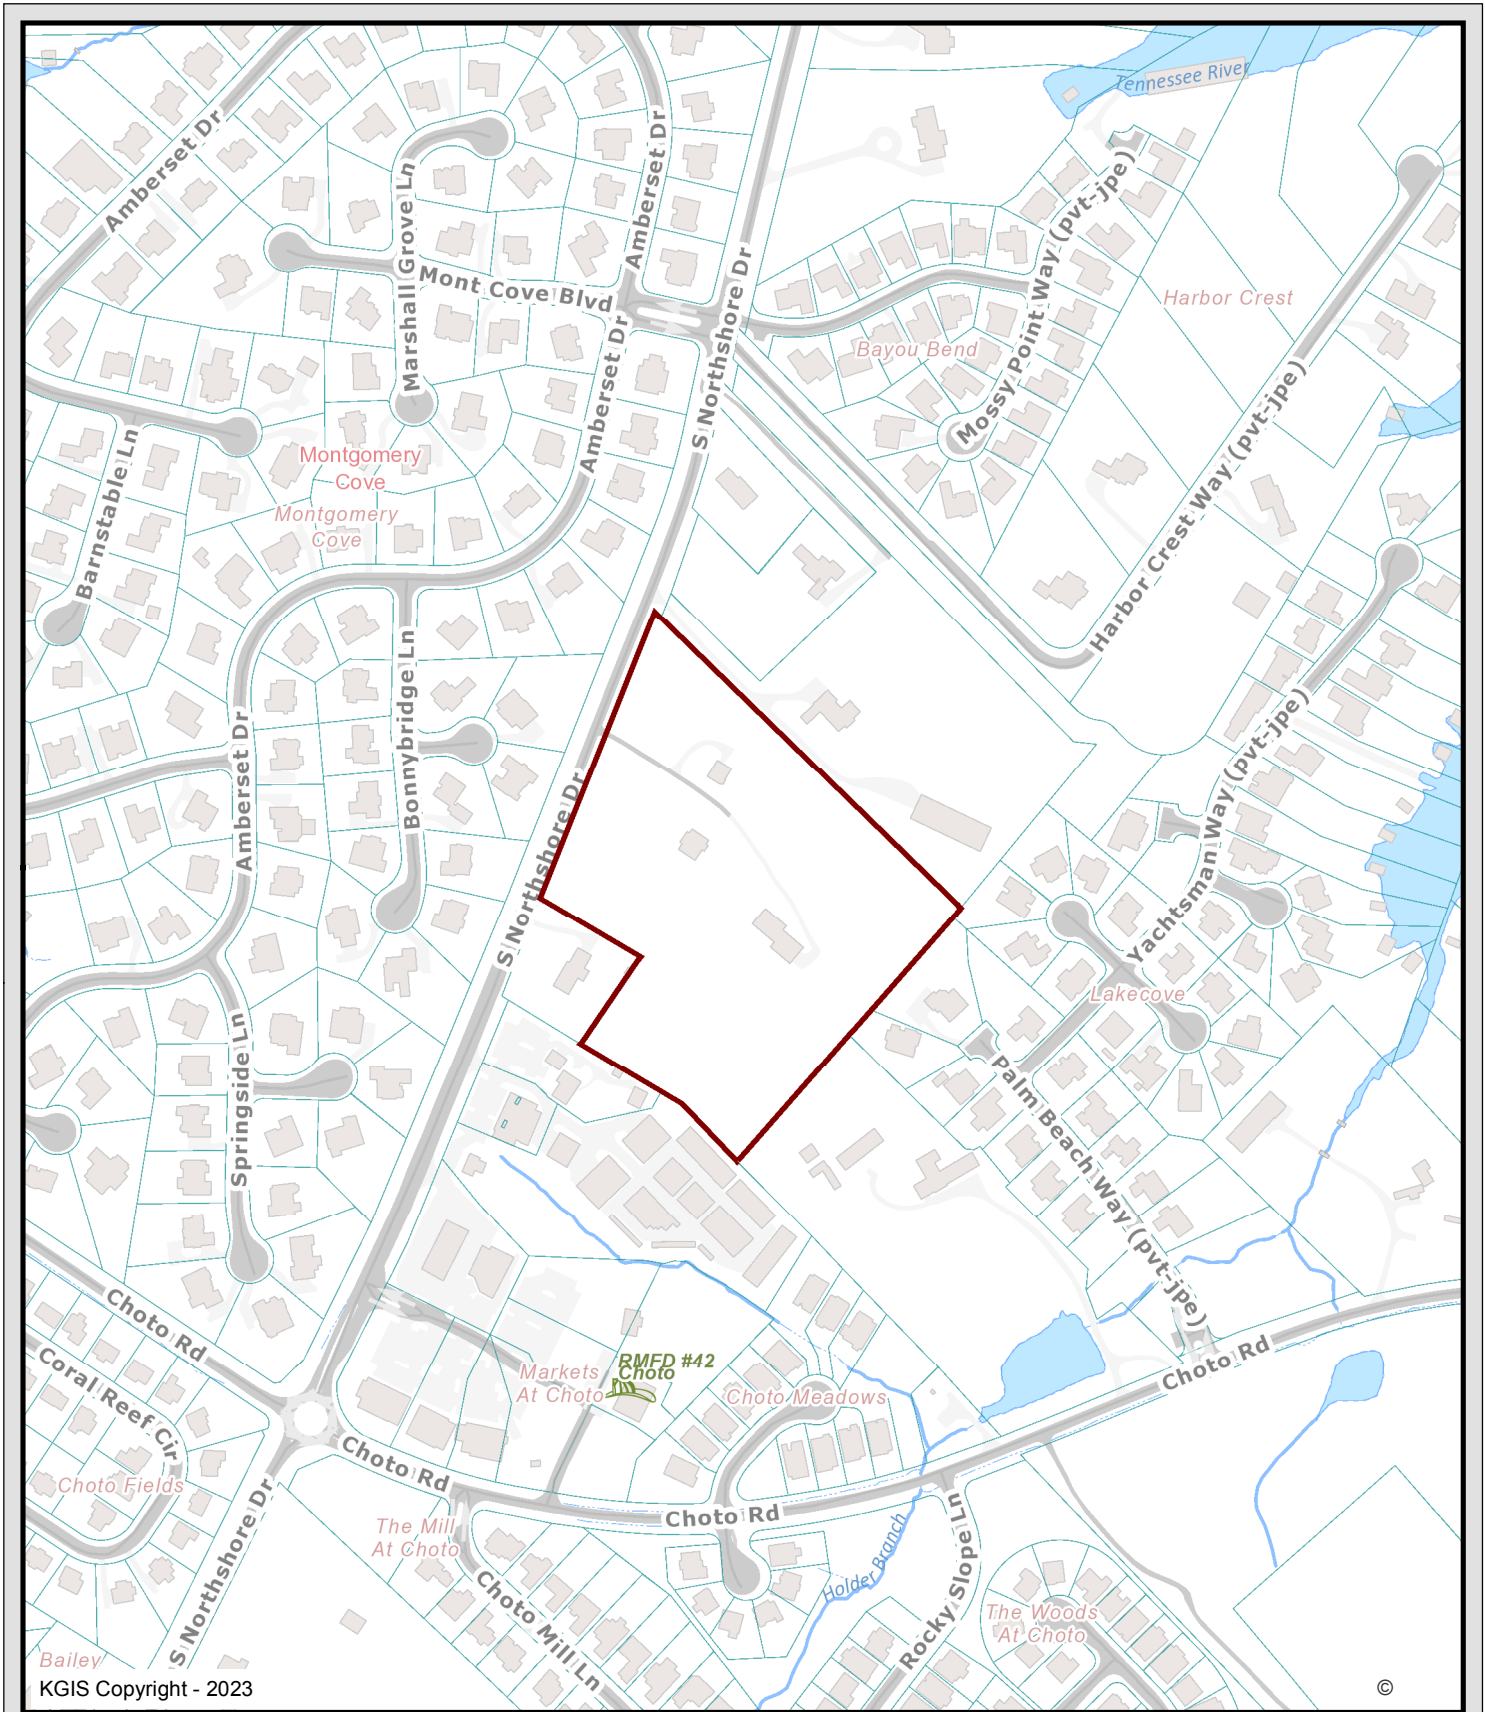 Tennessee River
Amberset Dr
Amberset Dr
Marshall Grove Ln
Mont Cove Blvd
S Northshore Dr
Mossy Point Way (pvt-jpe)
Harbor Crest
Bayou Bend
Amberset Dr
Harbor Crest Way (pvt-jpe)
Barnstable Ln
Montgomery
Cove
Montgomery
Cove
Bonnybridge Ln
Amberset Dr
S Northshore Dr
Yachtsman Way (pvt-jpe)
Lakecove
Springside Ln
Palm Beach Way (pvt-jpe)
Choto Rd
Coral Reef Cir
Choto Fields
Markets
At Choto
RMFD #42
Choto
Choto Meadows
Choto Rd
Choto Rd
Choto Rd
S Northshore Dr
The Mill
At Choto
Choto Mill Ln
Holder Branch
Rocky Slope Ln
The Woods
At Choto
Bailey
KGIS Copyright - 2023
©